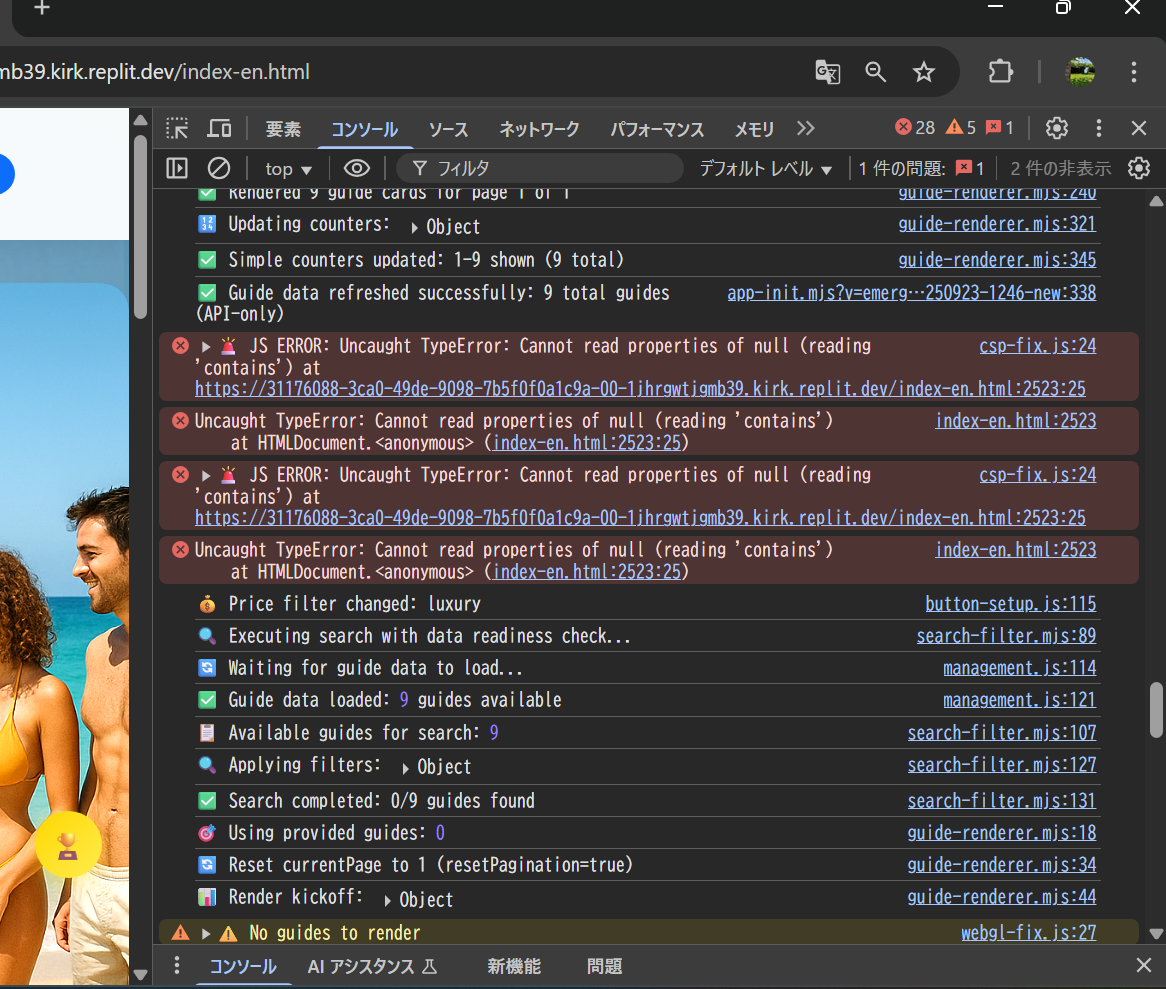 mb39.kirk.replit.dev/index-en.html
要素 コンソール ソース ネットワーク パフォーマンス メモリ 28 5 1
top フィルタ デフォルト レベル 1 件の問題: 1 2 件の非表示
Rendered 9 guide cards for page 1 of 1 guide-renderer.mjs:240
Updating counters: Object guide-renderer.mjs:321
Simple counters updated: 1-9 shown (9 total) guide-renderer.mjs:345
Guide data refreshed successfully: 9 total guides app-init.mjs?v=emerg…250923-1246-new:338
(API-only)
JS ERROR: Uncaught TypeError: Cannot read properties of null (reading csp-fix.js:24
'contains') at
https://31176088-3ca0-49de-9098-7b5f0f0a1c9a-00-1jhrgwtjgmb39.kirk.replit.dev/index-en.html:2523:25
Uncaught TypeError: Cannot read properties of null (reading 'contains') index-en.html:2523
at HTMLDocument.<anonymous> (index-en.html:2523:25)
JS ERROR: Uncaught TypeError: Cannot read properties of null (reading csp-fix.js:24
'contains') at
https://31176088-3ca0-49de-9098-7b5f0f0a1c9a-00-1jhrgwtjgmb39.kirk.replit.dev/index-en.html:2523:25
Uncaught TypeError: Cannot read properties of null (reading 'contains') index-en.html:2523
at HTMLDocument.<anonymous> (index-en.html:2523:25)
Price filter changed: luxury button-setup.js:115
Executing search with data readiness check... search-filter.mjs:89
Waiting for guide data to load... management.js:114
Guide data loaded: 9 guides available management.js:121
Available guides for search: 9 search-filter.mjs:107
Applying filters: Object search-filter.mjs:127
Search completed: 0/9 guides found search-filter.mjs:131
Using provided guides: 0 guide-renderer.mjs:18
Reset currentPage to 1 (resetPagination=true) guide-renderer.mjs:34
Render kickoff: Object guide-renderer.mjs:44
No guides to render webgl-fix.js:27
コンソール AI アシスタンス 新機能 問題